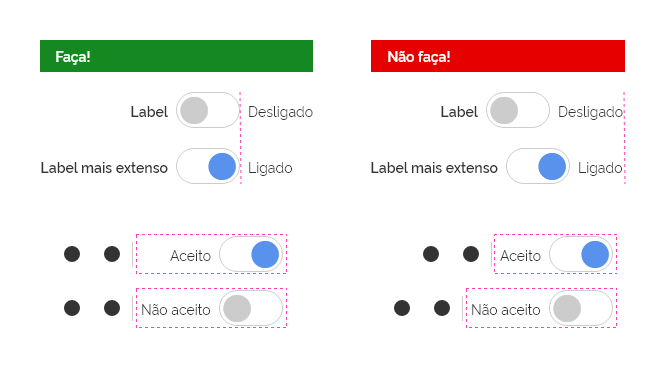 Faça!
Label Desligado
Label mais extenso Ligado
Aceito
Não aceito
Não faça!
Label Desligado
Label mais extenso Ligado
Aceito
Não aceito